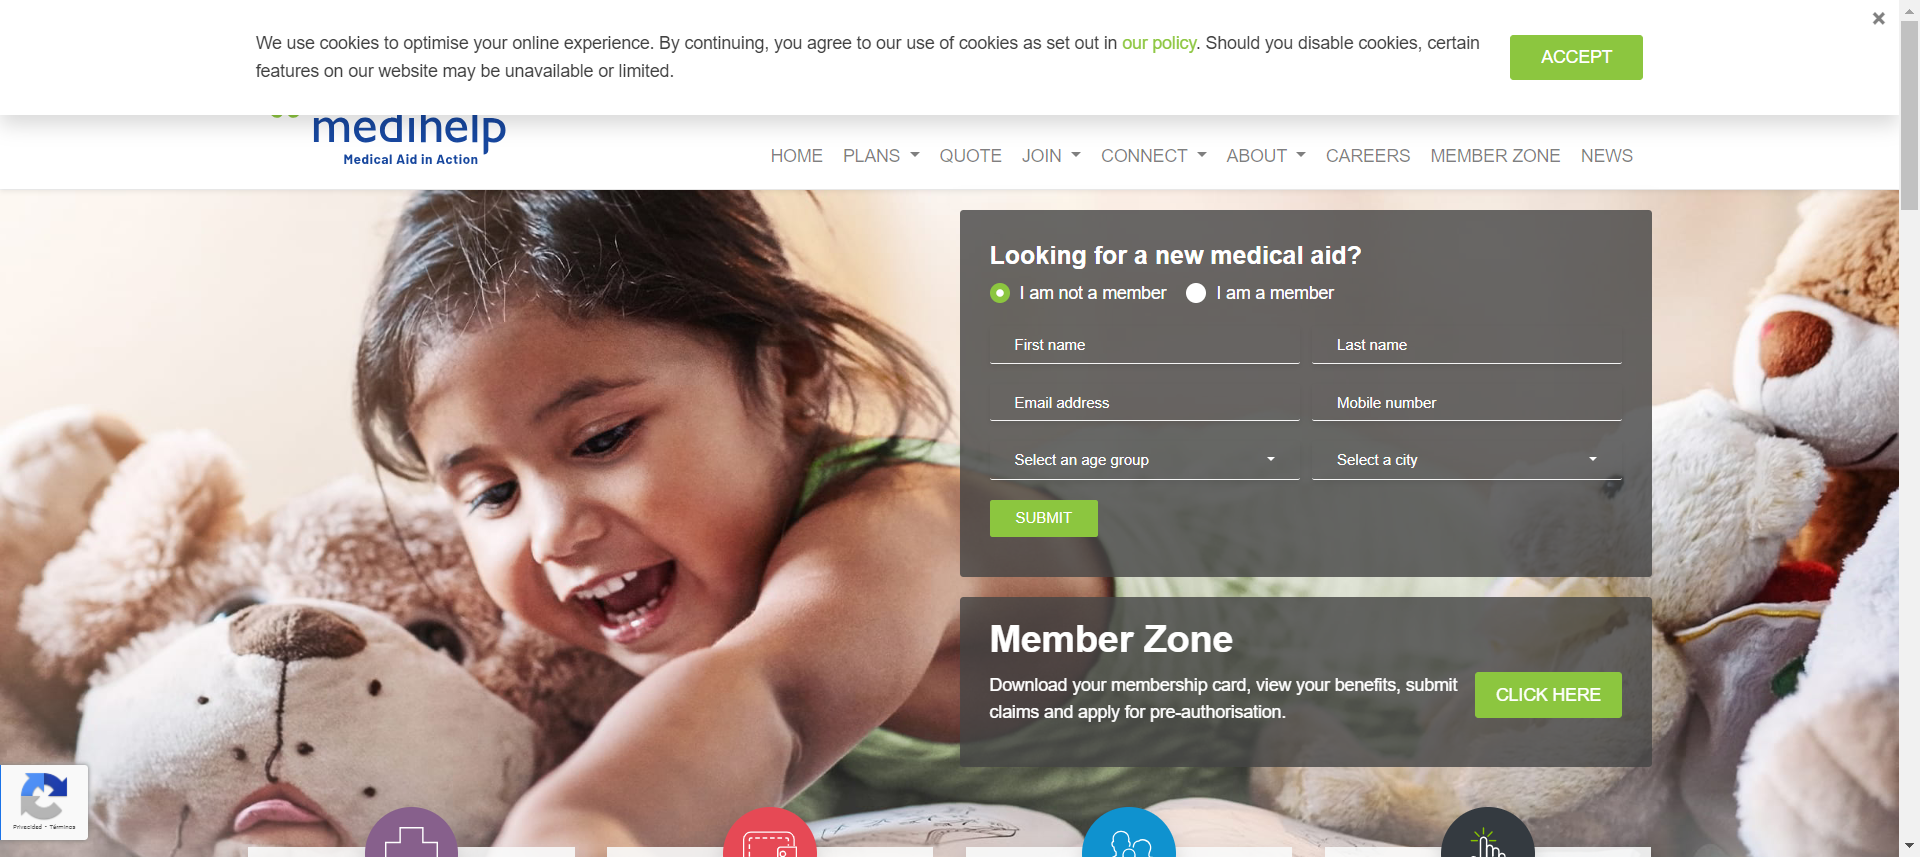 We use cookies to optimise your online experience. By continuing, you agree to our use of cookies as set out in our policy. Should you disable cookies, certain
features on our website may be unavailable or limited.
ACCEPT
medihelp
Medical Aid in Action
HOME PLANS QUOTE JOIN CONNECT ABOUT CAREERS MEMBER ZONE NEWS
Looking for a new medical aid?
I am not a member I am a member
First name Last name
Email address Mobile number
Select an age group Select a city
SUBMIT
Member Zone
Download your membership card, view your benefits, submit
claims and apply for pre-authorisation.
CLICK HERE
Privacidad - Términos